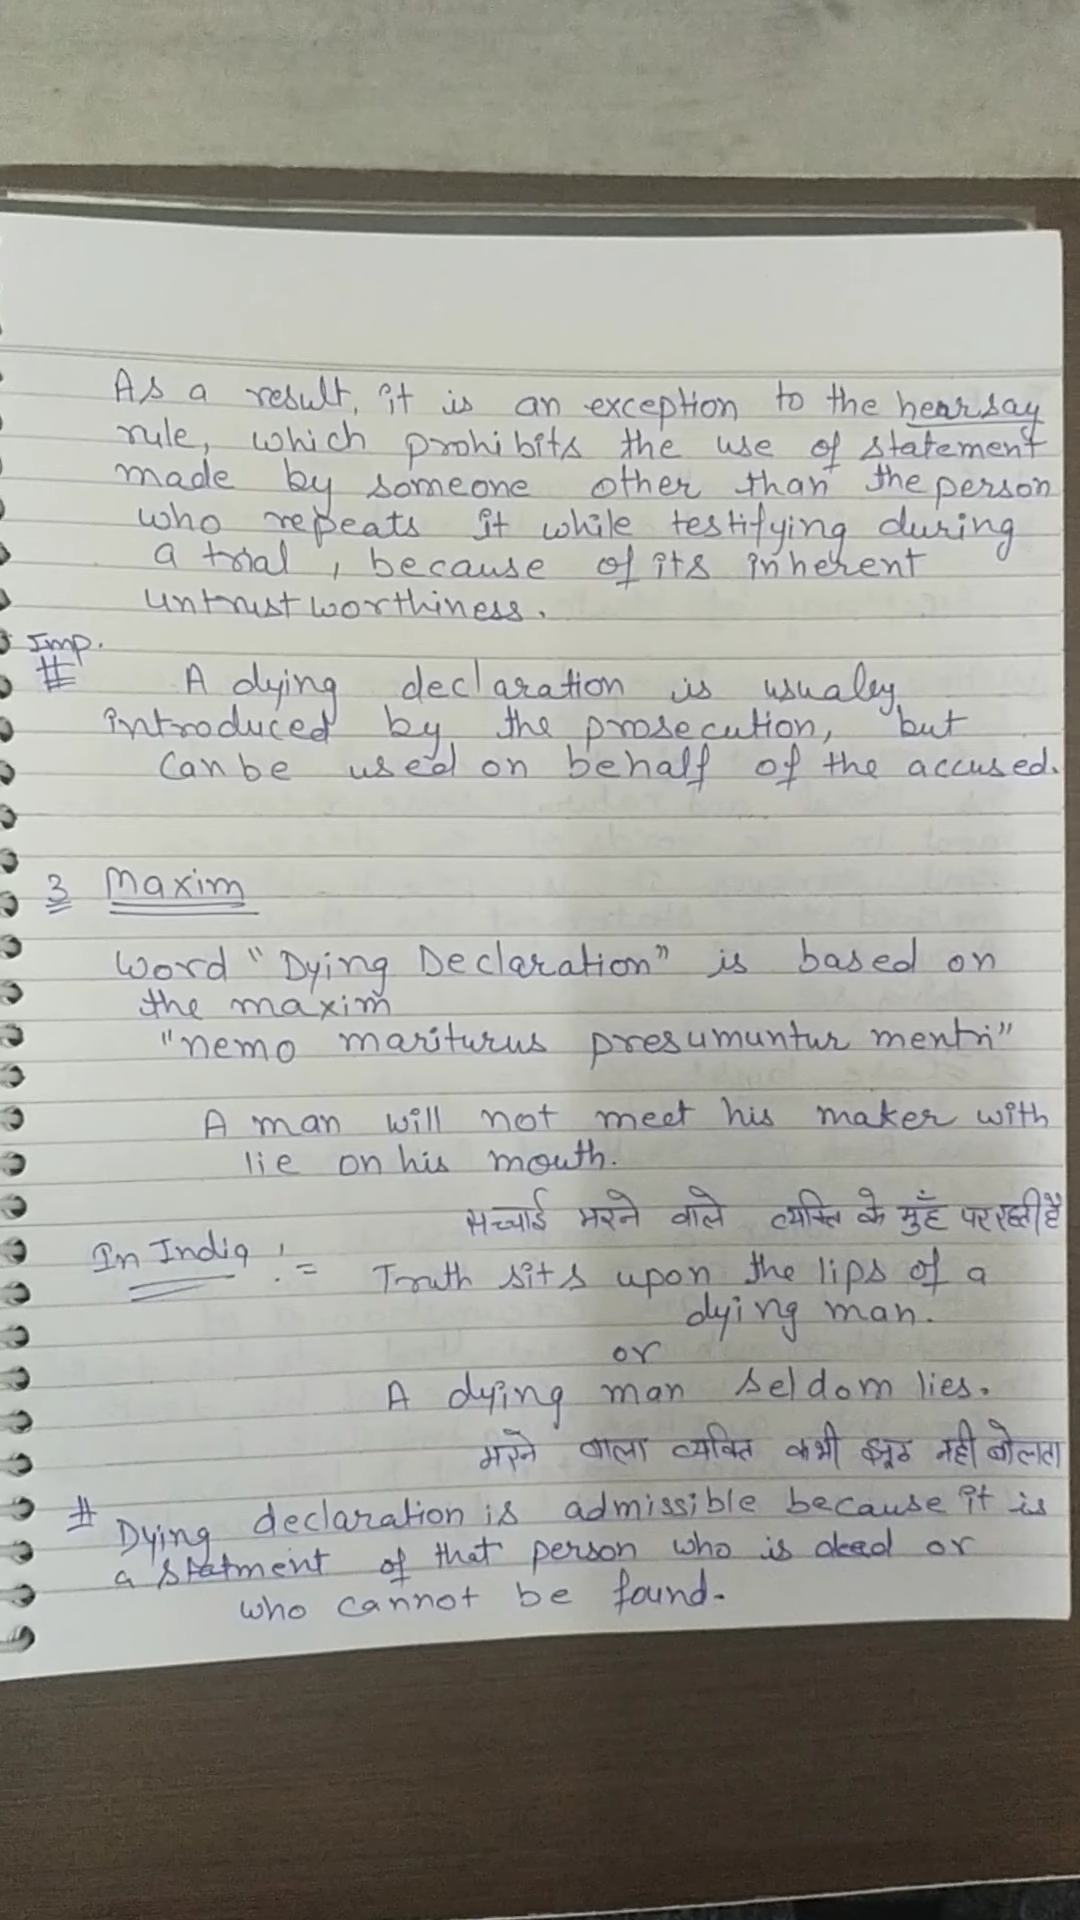 As a result, it is an exception to the hearsay
rule, which prohibits the use of statement
made by someone other than the person
who repeats it while testifying during
a trial, because of its inherent
untrustworthiness.
Imp.
# A dying declaration is usualey
introduced by the prosecution, but
can be used on behalf of the accused.
3 Maxim
Word "Dying Declaration" is based on
the maxim
"nemo mariturus presumuntur mentri"
A man will not meet his maker with
lie on his mouth.
सच्चाई मरने वाले व्यक्ति के मुहँ पर रहती है
In India := Truth sits upon the lips of a
dying man.
or
A dying man seldom lies.
मरने वाला व्यक्ति कभी झूठ नही बोलता
# Dying declaration is admissible because it is
a statment of that person who is dead or
who cannot be found.